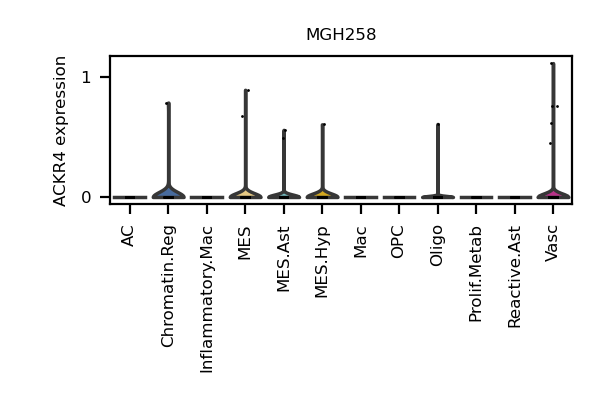 MGH258
ACKR4 expression
1
0
AC
Chromatin.Reg
Inflammatory.Mac
MES
MES.Ast
MES.Hyp
Mac
OPC
Oligo
Prolif.Metab
Reactive.Ast
Vasc